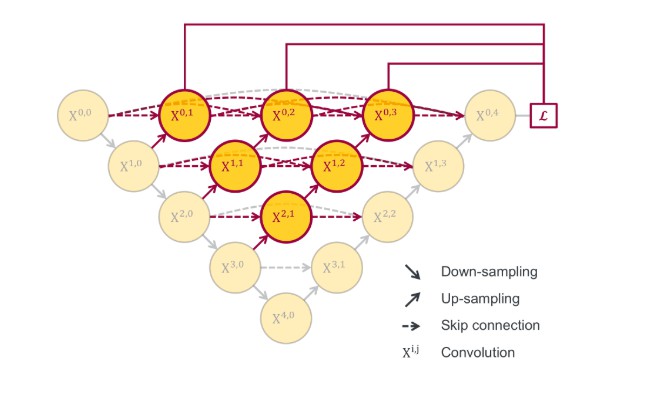 X^{0,0} X^{0,1} X^{0,2} X^{0,3} X^{0,4} ℒ
X^{1,0} X^{1,1} X^{1,2} X^{1,3}
X^{2,0} X^{2,1} X^{2,2}
X^{3,0} X^{3,1}
X^{4,0}
Down-sampling
Up-sampling
Skip connection
X^{i,j} Convolution